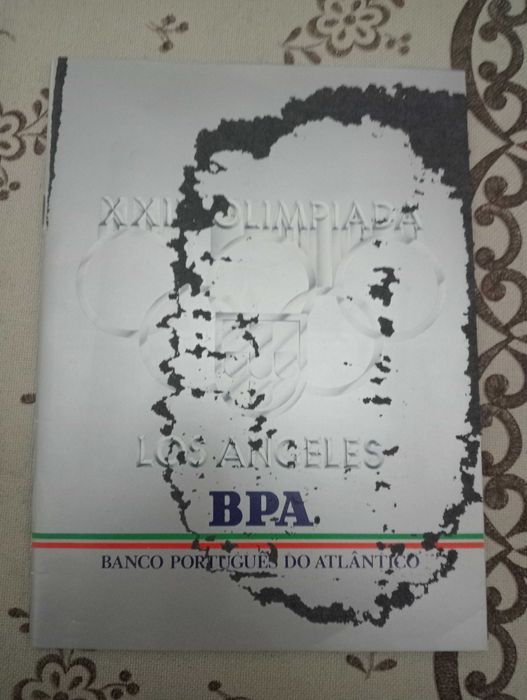 XXIII OLIMPIADA
LOS ANGELES
BPA
BANCO PORTUGUÊS DO ATLÂNTICO